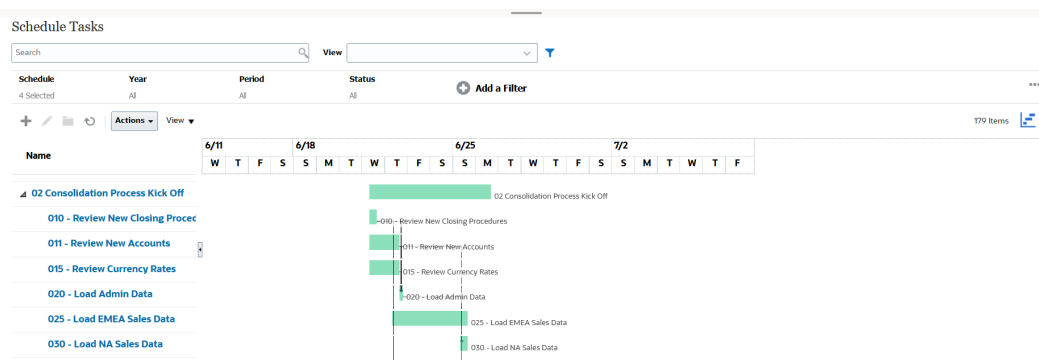 Schedule Tasks
Search
View
Schedule Year Period Status
4 Selected All All All
Add a Filter
Actions View
179 Items
Name
6/11 6/18 6/25 7/2
W T F S S M T W T F S S M T W T F S S M T W T F
02 Consolidation Process Kick Off
02 Consolidation Process Kick Off
010 - Review New Closing Proced
010 - Review New Closing Procedures
011 - Review New Accounts
011 - Review New Accounts
015 - Review Currency Rates
015 - Review Currency Rates
020 - Load Admin Data
020 - Load Admin Data
025 - Load EMEA Sales Data
025 - Load EMEA Sales Data
030 - Load NA Sales Data
030 - Load NA Sales Data